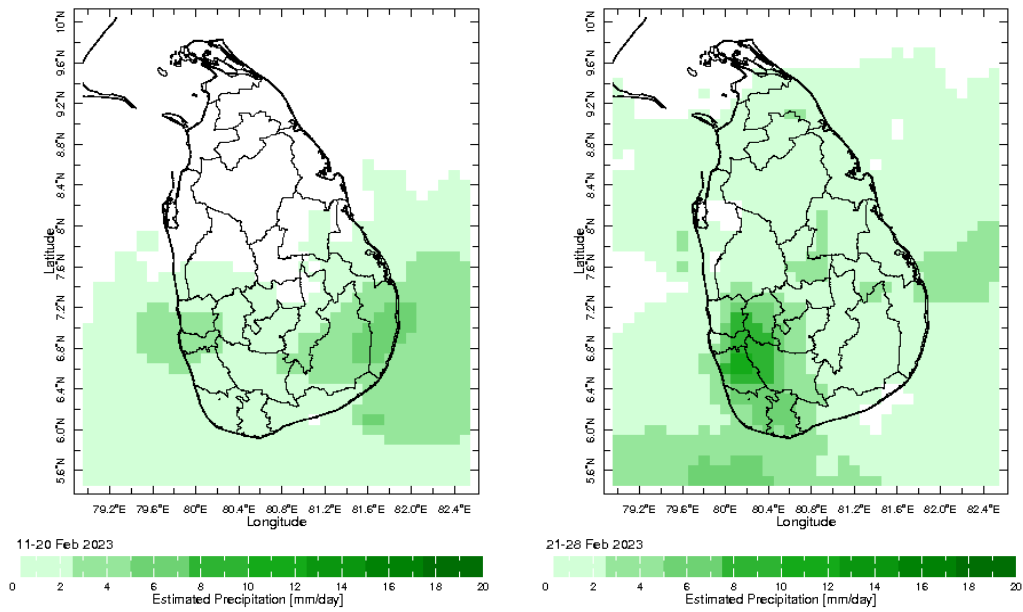 10°N
9.6°N
9.2°N
8.8°N
8.4°N
8°N
7.6°N
7.2°N
6.8°N
6.4°N
6.0°N
5.6°N
Latitude
79.2°E 79.6°E 80°E 80.4°E 80.8°E 81.2°E 81.6°E 82.0°E 82.4°E
Longitude
11-20 Feb 2023
0 2 4 6 8 10 12 14 16 18 20
Estimated Precipitation [mm/day]
10°N
9.6°N
9.2°N
8.8°N
8.4°N
8°N
7.6°N
7.2°N
6.8°N
6.4°N
6.0°N
5.6°N
Latitude
79.2°E 79.6°E 80°E 80.4°E 80.8°E 81.2°E 81.6°E 82.0°E 82.4°E
Longitude
21-28 Feb 2023
0 2 4 6 8 10 12 14 16 18 20
Estimated Precipitation [mm/day]